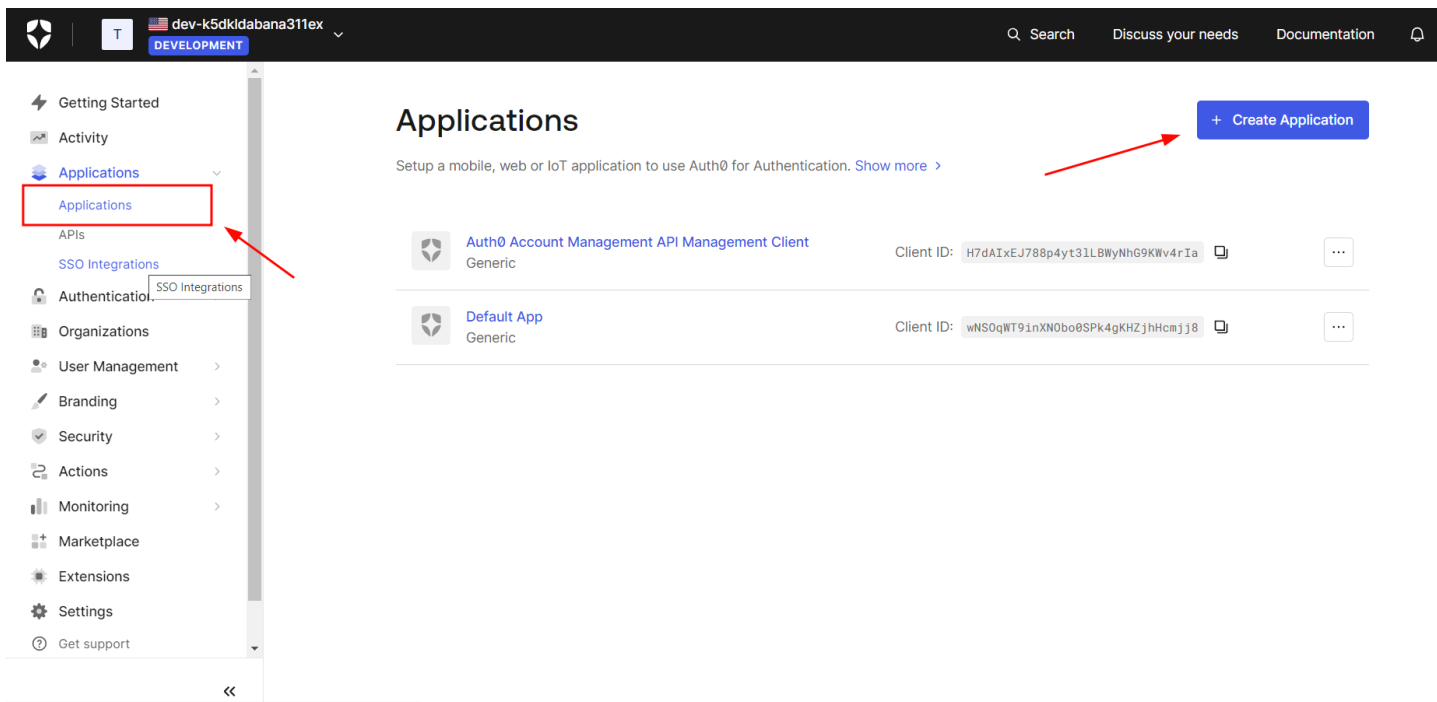 T
dev-k5dkldabana311ex
DEVELOPMENT
Search
Discuss your needs
Documentation
Getting Started
Activity
Applications
Applications
APIs
SSO Integrations
SSO Integrations
Authentication
Organizations
User Management
Branding
Security
Actions
Monitoring
Marketplace
Extensions
Settings
Get support
Applications
+ Create Application
Setup a mobile, web or IoT application to use Auth0 for Authentication. Show more >
Auth0 Account Management API Management Client
Generic
Client ID: H7dAIxEJ788p4yt3lLBWyNhG9KWv4rIa
Default App
Generic
Client ID: wNSOqWT9inXNObo0SPk4gKHZjhHcmjj8